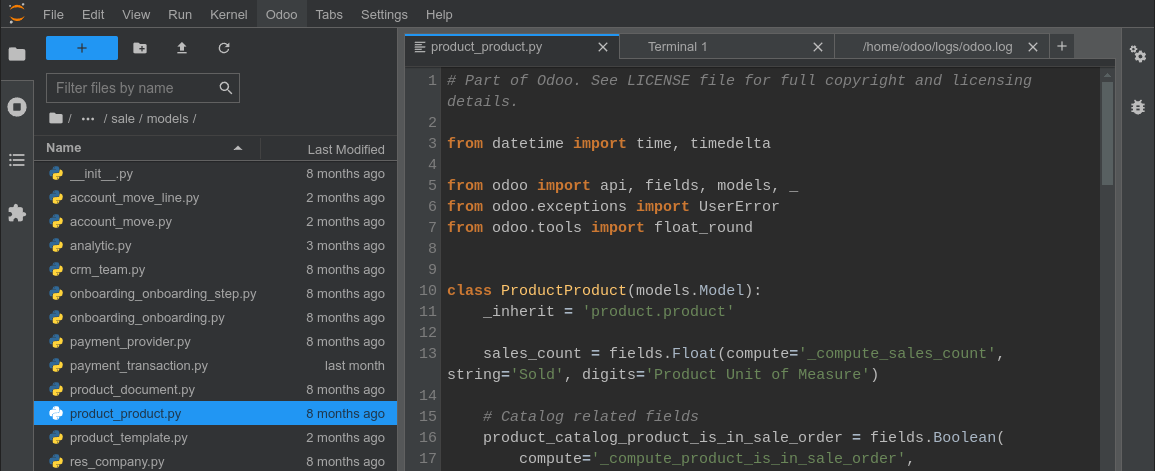 File Edit View Run Kernel Odoo Tabs Settings Help
+
Filter files by name
/ ··· / sale / models /
Name Last Modified
__init__.py 8 months ago
account_move_line.py 2 months ago
account_move.py 2 months ago
analytic.py 3 months ago
crm_team.py 8 months ago
onboarding_onboarding_step.py 8 months ago
onboarding_onboarding.py 8 months ago
payment_provider.py 8 months ago
payment_transaction.py last month
product_document.py 8 months ago
product_product.py 8 months ago
product_template.py 2 months ago
res_company.py 8 months ago
product_product.py Terminal 1 /home/odoo/logs/odoo.log +
1 # Part of Odoo. See LICENSE file for full copyright and licensing
details.
2
3 from datetime import time, timedelta
4
5 from odoo import api, fields, models, _
6 from odoo.exceptions import UserError
7 from odoo.tools import float_round
8
9
10 class ProductProduct(models.Model):
11     _inherit = 'product.product'
12
13     sales_count = fields.Float(compute='_compute_sales_count',
string='Sold', digits='Product Unit of Measure')
14
15     # Catalog related fields
16     product_catalog_product_is_in_sale_order = fields.Boolean(
17         compute='_compute_product_is_in_sale_order',